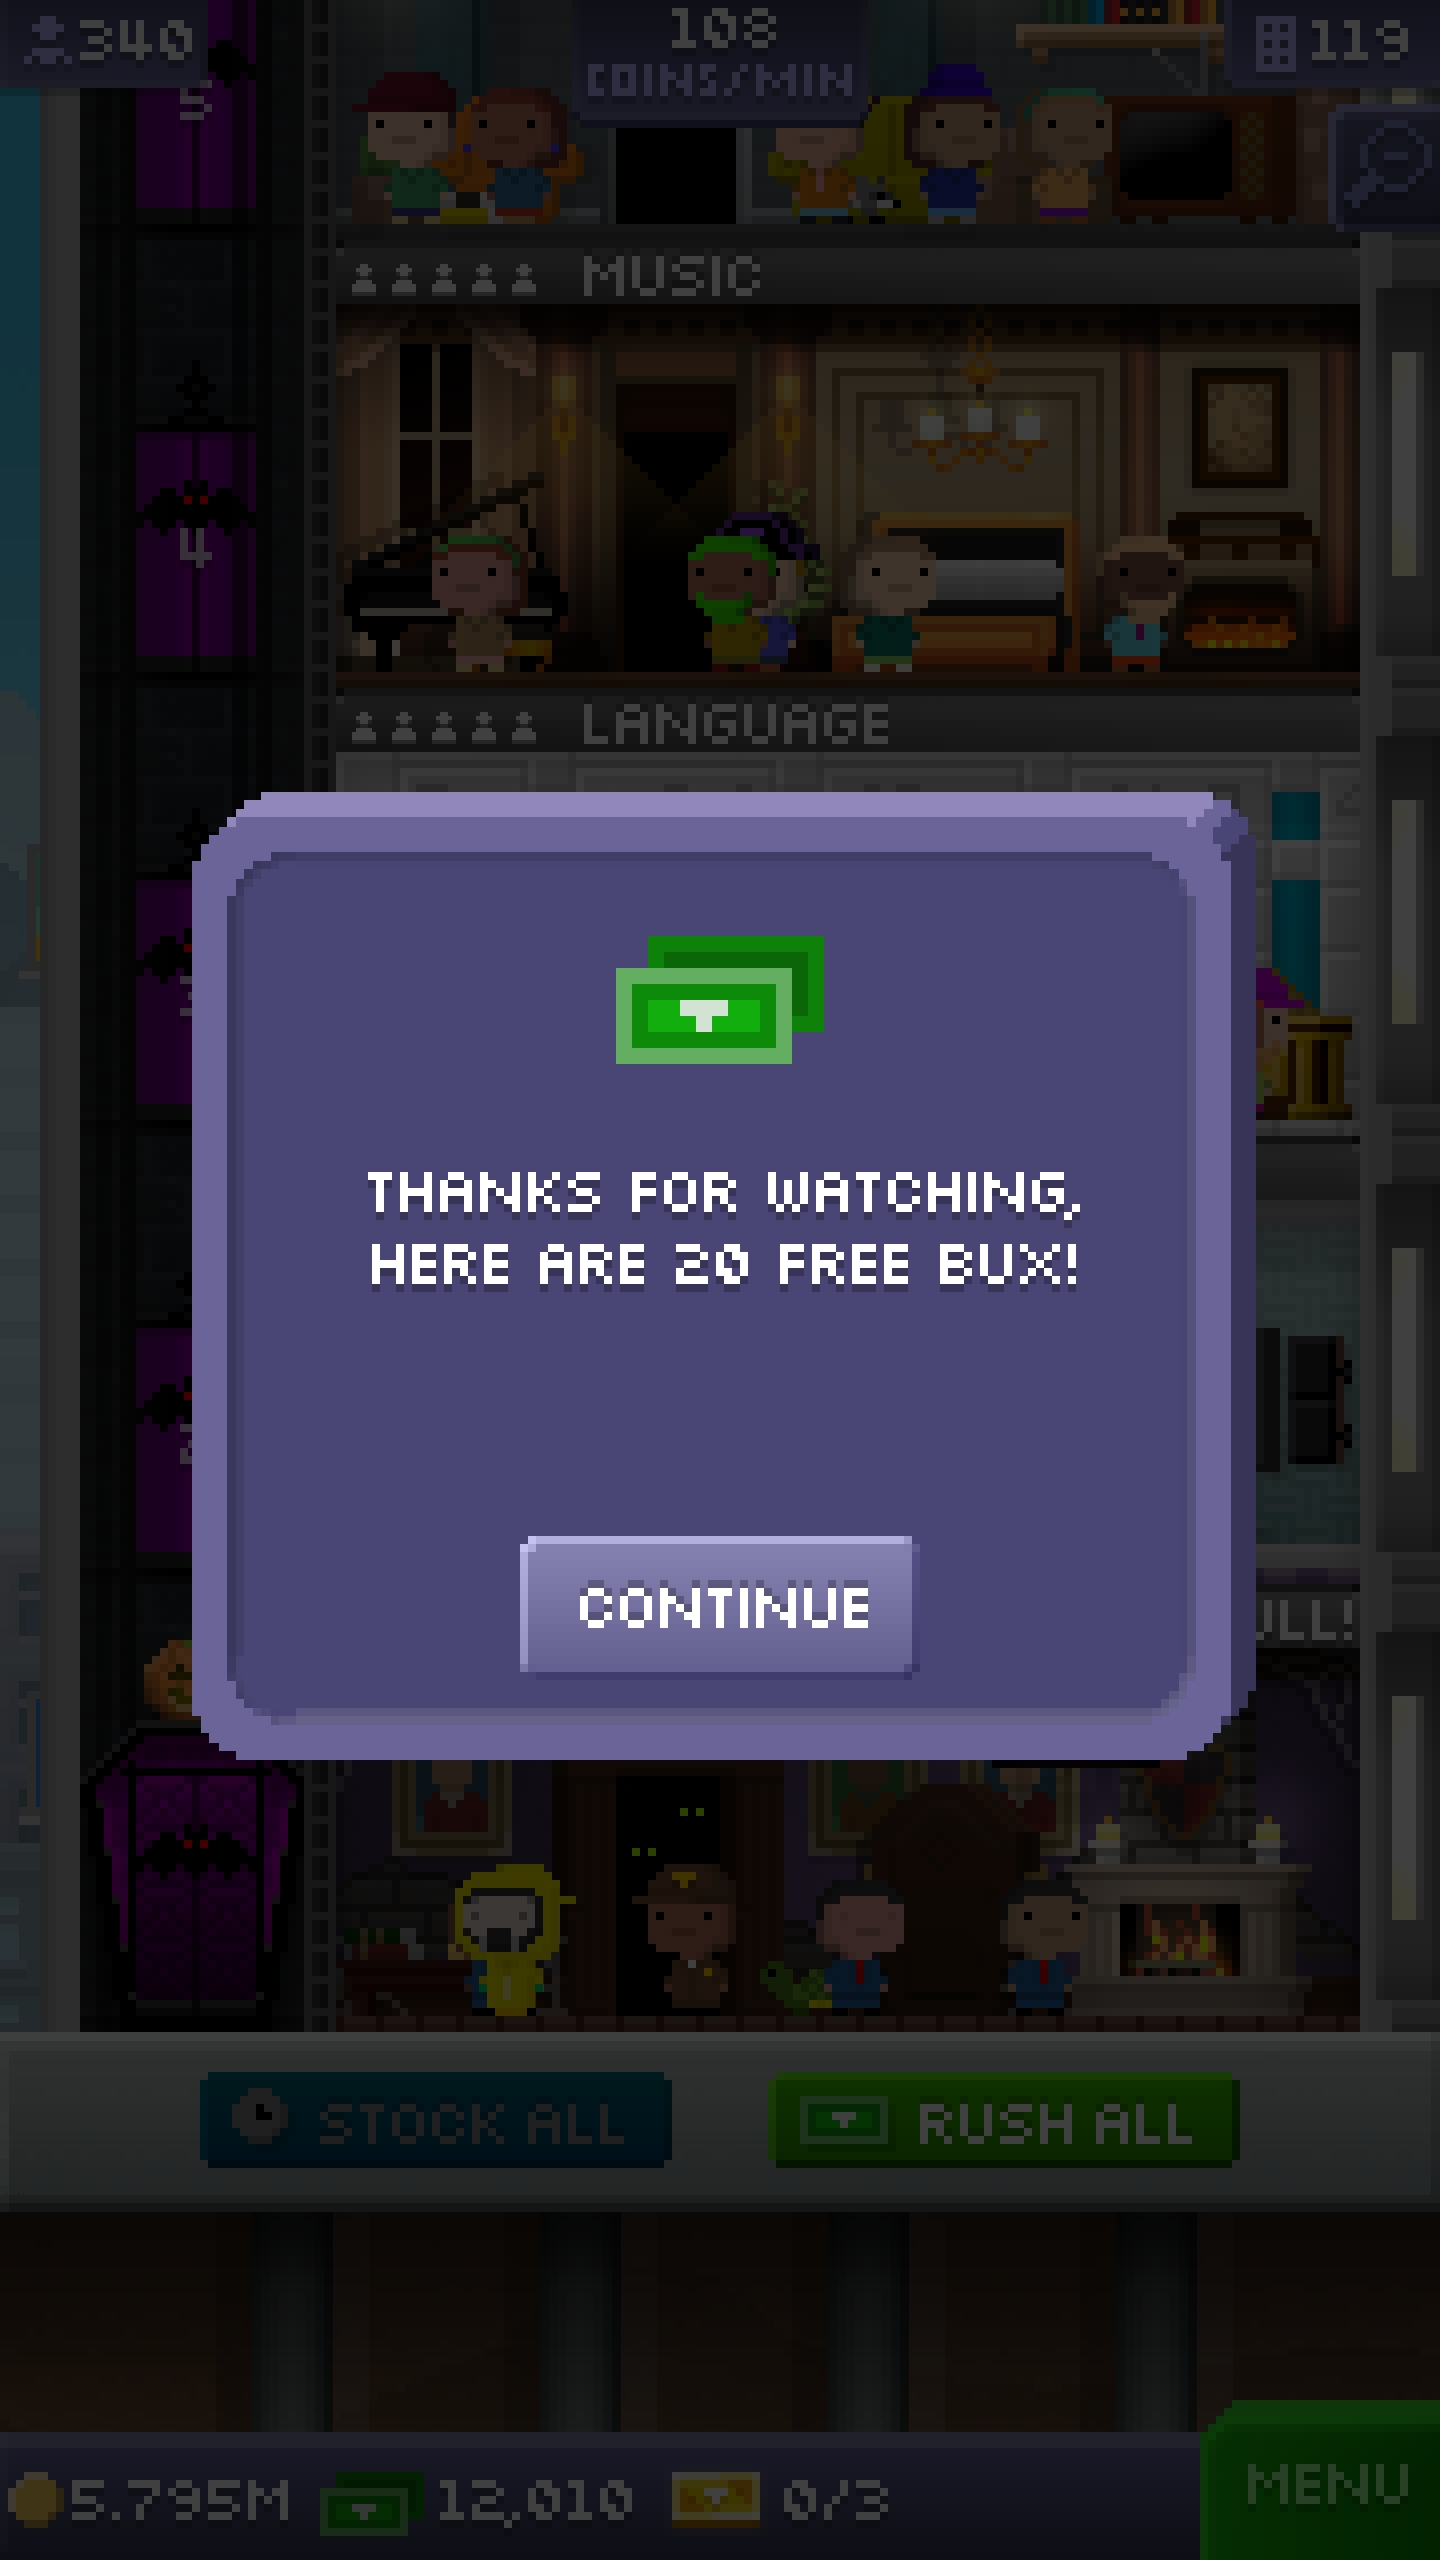 340
108
COINS/MIN
119
5
MUSIC
4
LANGUAGE
THANKS FOR WATCHING,
HERE ARE 20 FREE BUX!
CONTINUE
STOCK ALL
RUSH ALL
5.795M
12,010
0/3
MENU